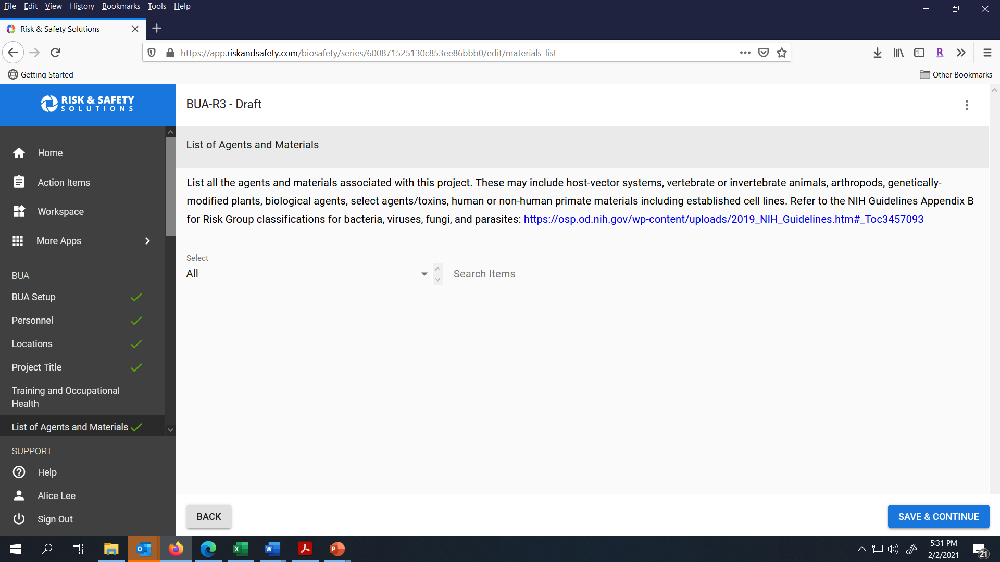 File Edit View History Bookmarks Tools Help
Risk & Safety Solutions
https://app.riskandsafety.com/biosafety/series/600871525130c853ee86bbb0/edit/materials_list
R
Getting Started
Other Bookmarks
RISK & SAFETY
SOLUTIONS
BUA-R3 - Draft
List of Agents and Materials
List all the agents and materials associated with this project. These may include host-vector systems, vertebrate or invertebrate animals, arthropods, genetically-
modified plants, biological agents, select agents/toxins, human or non-human primate materials including established cell lines. Refer to the NIH Guidelines Appendix B
for Risk Group classifications for bacteria, viruses, fungi, and parasites: https://osp.od.nih.gov/wp-content/uploads/2019_NIH_Guidelines.htm#_Toc3457093
Select
All
Search Items
Home
Action Items
Workspace
More Apps
BUA
BUA Setup
Personnel
Locations
Project Title
Training and Occupational
Health
List of Agents and Materials
SUPPORT
Help
Alice Lee
Sign Out
BACK
SAVE & CONTINUE
5:31 PM
2/2/2021
21